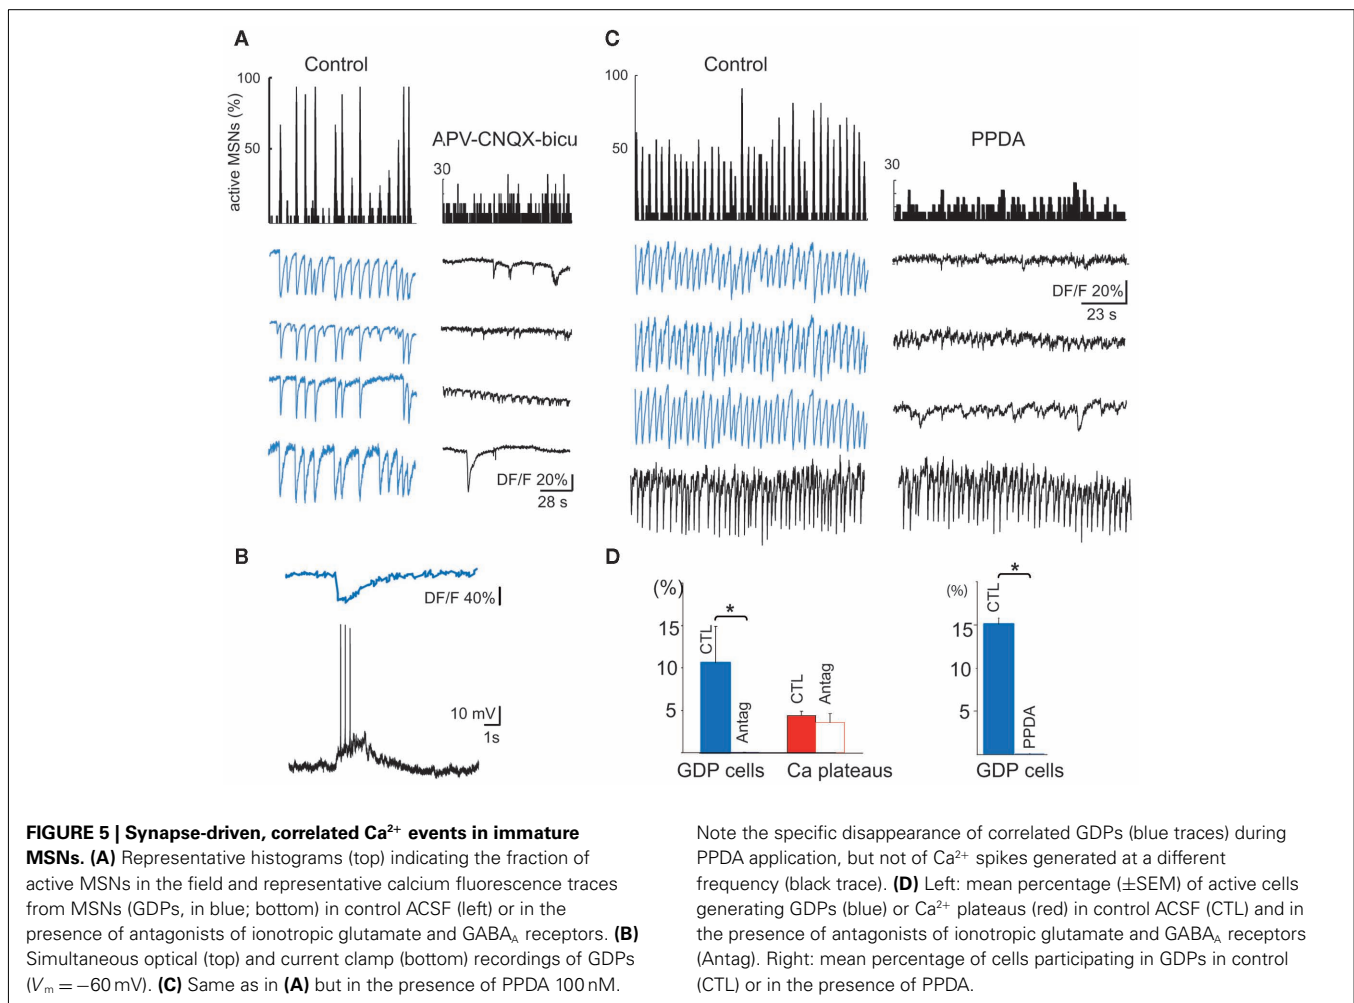 A
Control
100
50
active MSNs (%)
APV-CNQX-bicu
30
DF/F 20%
28 s
C
Control
100
50
PPDA
30
DF/F 20%
23 s
B
DF/F 40%
10 mV
1s
D
(%)
15
10
5
CTL
*
Antag
CTL
Antag
GDP cells
Ca plateaus
(%)
15
10
5
CTL
*
PPDA
GDP cells
FIGURE 5 | Synapse-driven, correlated Ca²⁺ events in immature
MSNs. (A) Representative histograms (top) indicating the fraction of
active MSNs in the field and representative calcium fluorescence traces
from MSNs (GDPs, in blue; bottom) in control ACSF (left) or in the
presence of antagonists of ionotropic glutamate and GABA_A receptors. (B)
Simultaneous optical (top) and current clamp (bottom) recordings of GDPs
(V_m = −60 mV). (C) Same as in (A) but in the presence of PPDA 100 nM.
Note the specific disappearance of correlated GDPs (blue traces) during
PPDA application, but not of Ca²⁺ spikes generated at a different
frequency (black trace). (D) Left: mean percentage (±SEM) of active cells
generating GDPs (blue) or Ca²⁺ plateaus (red) in control ACSF (CTL) and in
the presence of antagonists of ionotropic glutamate and GABA_A receptors
(Antag). Right: mean percentage of cells participating in GDPs in control
(CTL) or in the presence of PPDA.